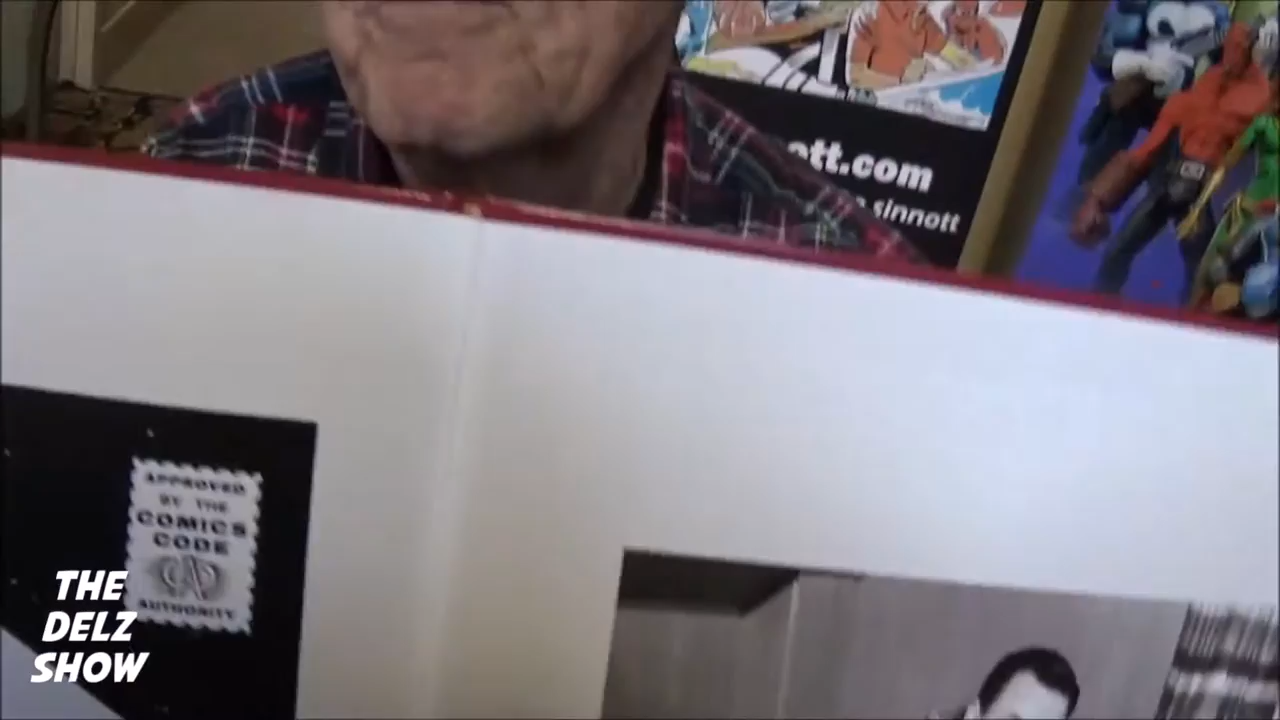 ott.com
sinnott
APPROVED
BY THE
COMICS
CODE
AUTHORITY
THE
DELZ
SHOW